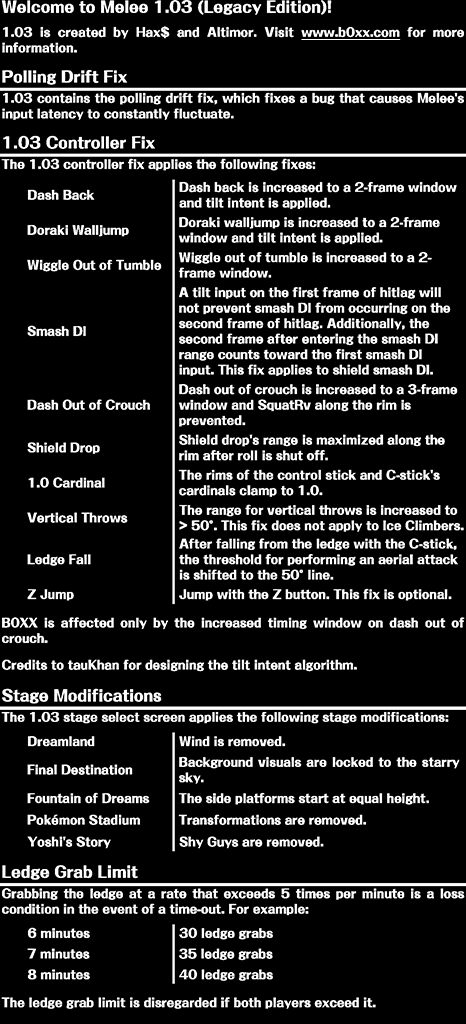 Welcome to Melee 1.03 (Legacy Edition)!
1.03 is created by Hax$ and Altimor. Visit www.b0xx.com for more
information.
Polling Drift Fix
1.03 contains the polling drift fix, which fixes a bug that causes Melee's
input latency to constantly fluctuate.
1.03 Controller Fix
The 1.03 controller fix applies the following fixes:
Dash Back
Dash back is increased to a 2-frame window
and tilt intent is applied.
Doraki Walljump
Doraki walljump is increased to a 2-frame
window and tilt intent is applied.
Wiggle Out of Tumble
Wiggle out of tumble is increased to a 2-
frame window.
Smash DI
A tilt input on the first frame of hitlag will
not prevent smash DI from occurring on the
second frame of hitlag. Additionally, the
second frame after entering the smash DI
range counts toward the first smash DI
input. This fix applies to shield smash DI.
Dash Out of Crouch
Dash out of crouch is increased to a 3-frame
window and SquatRv along the rim is
prevented.
Shield Drop
Shield drop's range is maximized along the
rim after roll is shut off.
1.0 Cardinal
The rims of the control stick and C-stick's
cardinals clamp to 1.0.
Vertical Throws
The range for vertical throws is increased to
> 50°. This fix does not apply to Ice Climbers.
Ledge Fall
After falling from the ledge with the C-stick,
the threshold for performing an aerial attack
is shifted to the 50° line.
Z Jump
Jump with the Z button. This fix is optional.
B0XX is affected only by the increased timing window on dash out of
crouch.
Credits to tauKhan for designing the tilt intent algorithm.
Stage Modifications
The 1.03 stage select screen applies the following stage modifications:
Dreamland
Wind is removed.
Final Destination
Background visuals are locked to the starry
sky.
Fountain of Dreams
The side platforms start at equal height.
Pokémon Stadium
Transformations are removed.
Yoshi's Story
Shy Guys are removed.
Ledge Grab Limit
Grabbing the ledge at a rate that exceeds 5 times per minute is a loss
condition in the event of a time-out. For example:
6 minutes
30 ledge grabs
7 minutes
35 ledge grabs
8 minutes
40 ledge grabs
The ledge grab limit is disregarded if both players exceed it.